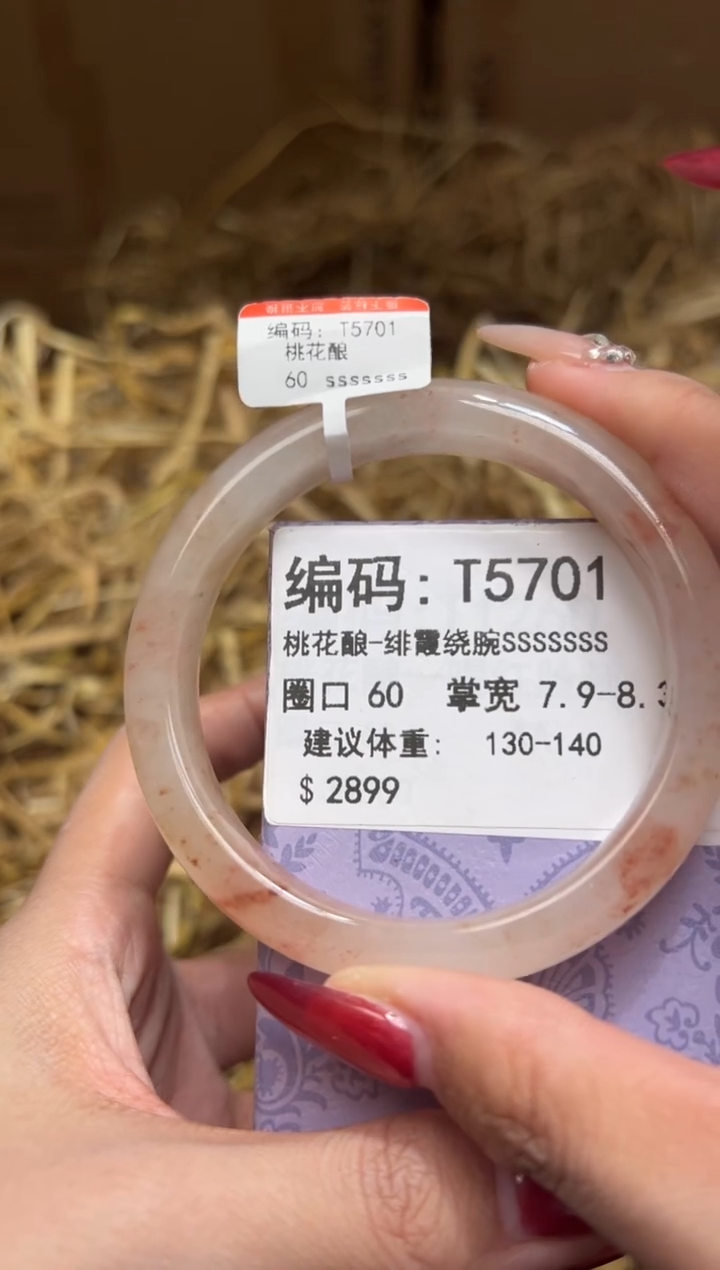 编码: T5701
桃花酿
60 sssssss
编码: T5701
桃花酿-绯霞绕腕SSSSSSS
圈口 60 掌宽 7.9-8.3
建议体重: 130-140
$ 2899